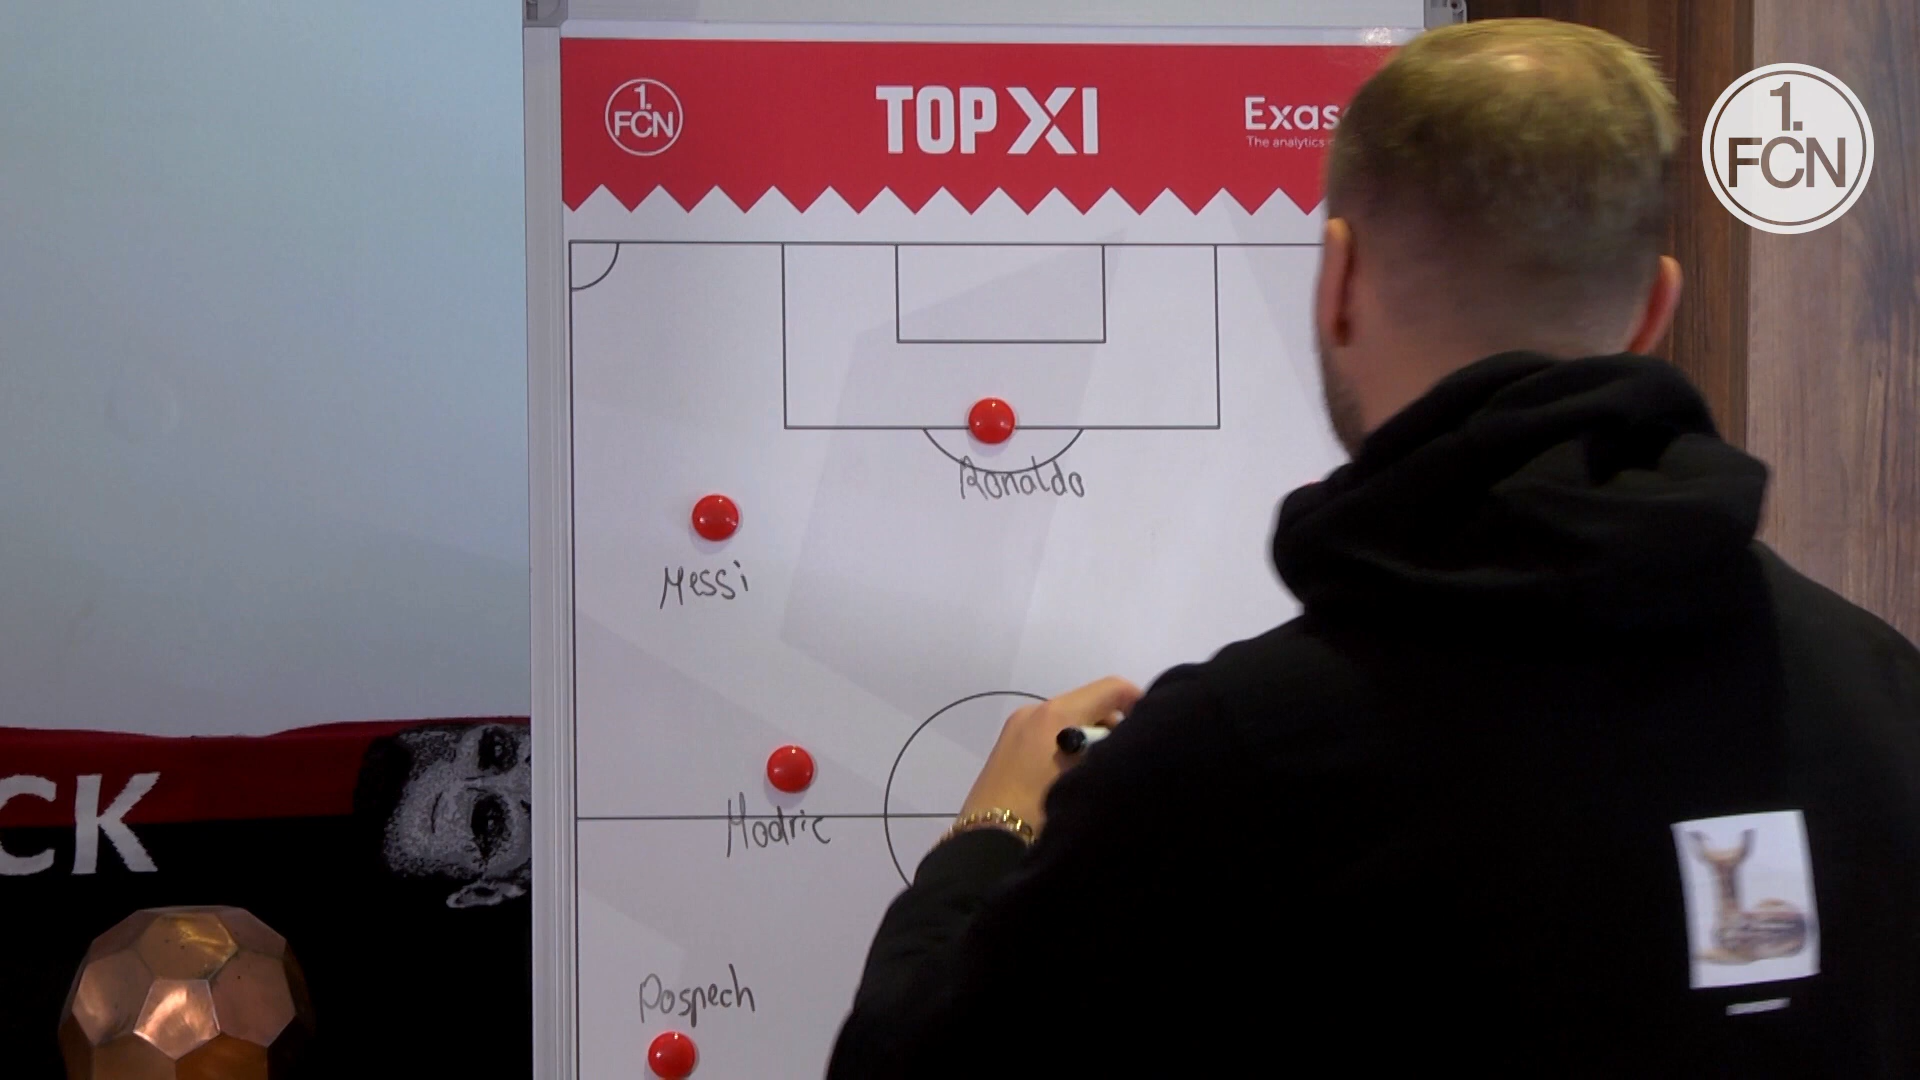 1.
FCN
TOP XI
Exas
The analytics
1.
FCN
Ronaldo
Messi
Modric
CK
Pospech